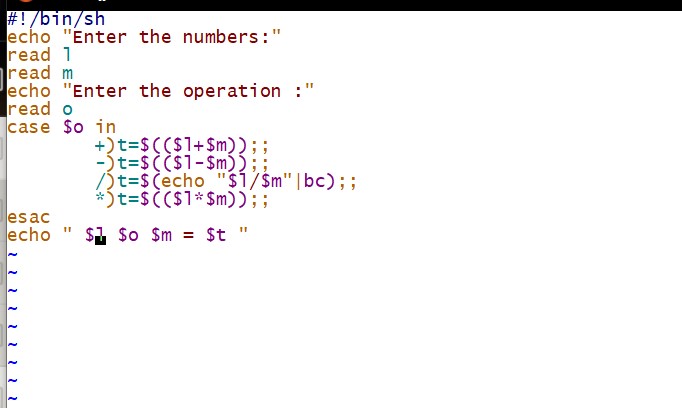 #!/bin/sh
echo "Enter the numbers:"
read l
read m
echo "Enter the operation :"
read o
case $o in
        +)t=$(($l+$m));;
        -)t=$(($l-$m));;
        /)t=$(echo "$l/$m"|bc);;
        *)t=$(($l*$m));;
esac
echo " $l $o $m = $t "
~
~
~
~
~
~
~
~
~